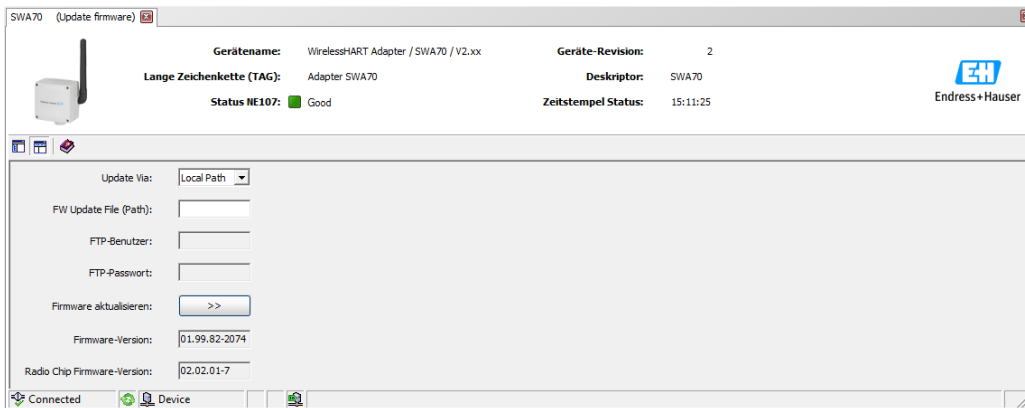 SWA70 (Update firmware)
Gerätename: WirelessHART Adapter / SWA70 / V2.xx Geräte-Revision: 2
Lange Zeichenkette (TAG): Adapter SWA70 Deskriptor: SWA70
Status NE107: Good Zeitstempel Status: 15:11:25
EH
Endress+Hauser
Update Via: Local Path
FW Update File (Path):
FTP-Benutzer:
FTP-Passwort:
Firmware aktualisieren: >>
Firmware-Version: 01.99.82-2074
Radio Chip Firmware-Version: 02.02.01-7
Connected Device